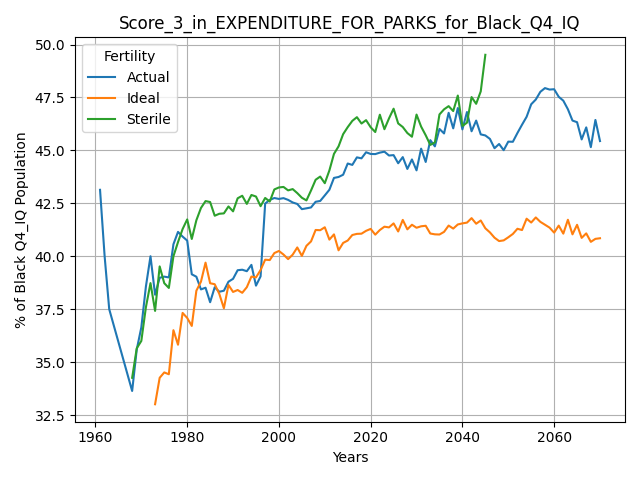 Score_3_in_EXPENDITURE_FOR_PARKS_for_Black_Q4_IQ
Fertility
Actual
Ideal
Sterile
% of Black Q4_IQ Population
50.0
47.5
45.0
42.5
40.0
37.5
35.0
32.5
1960
1980
2000
2020
2040
2060
Years